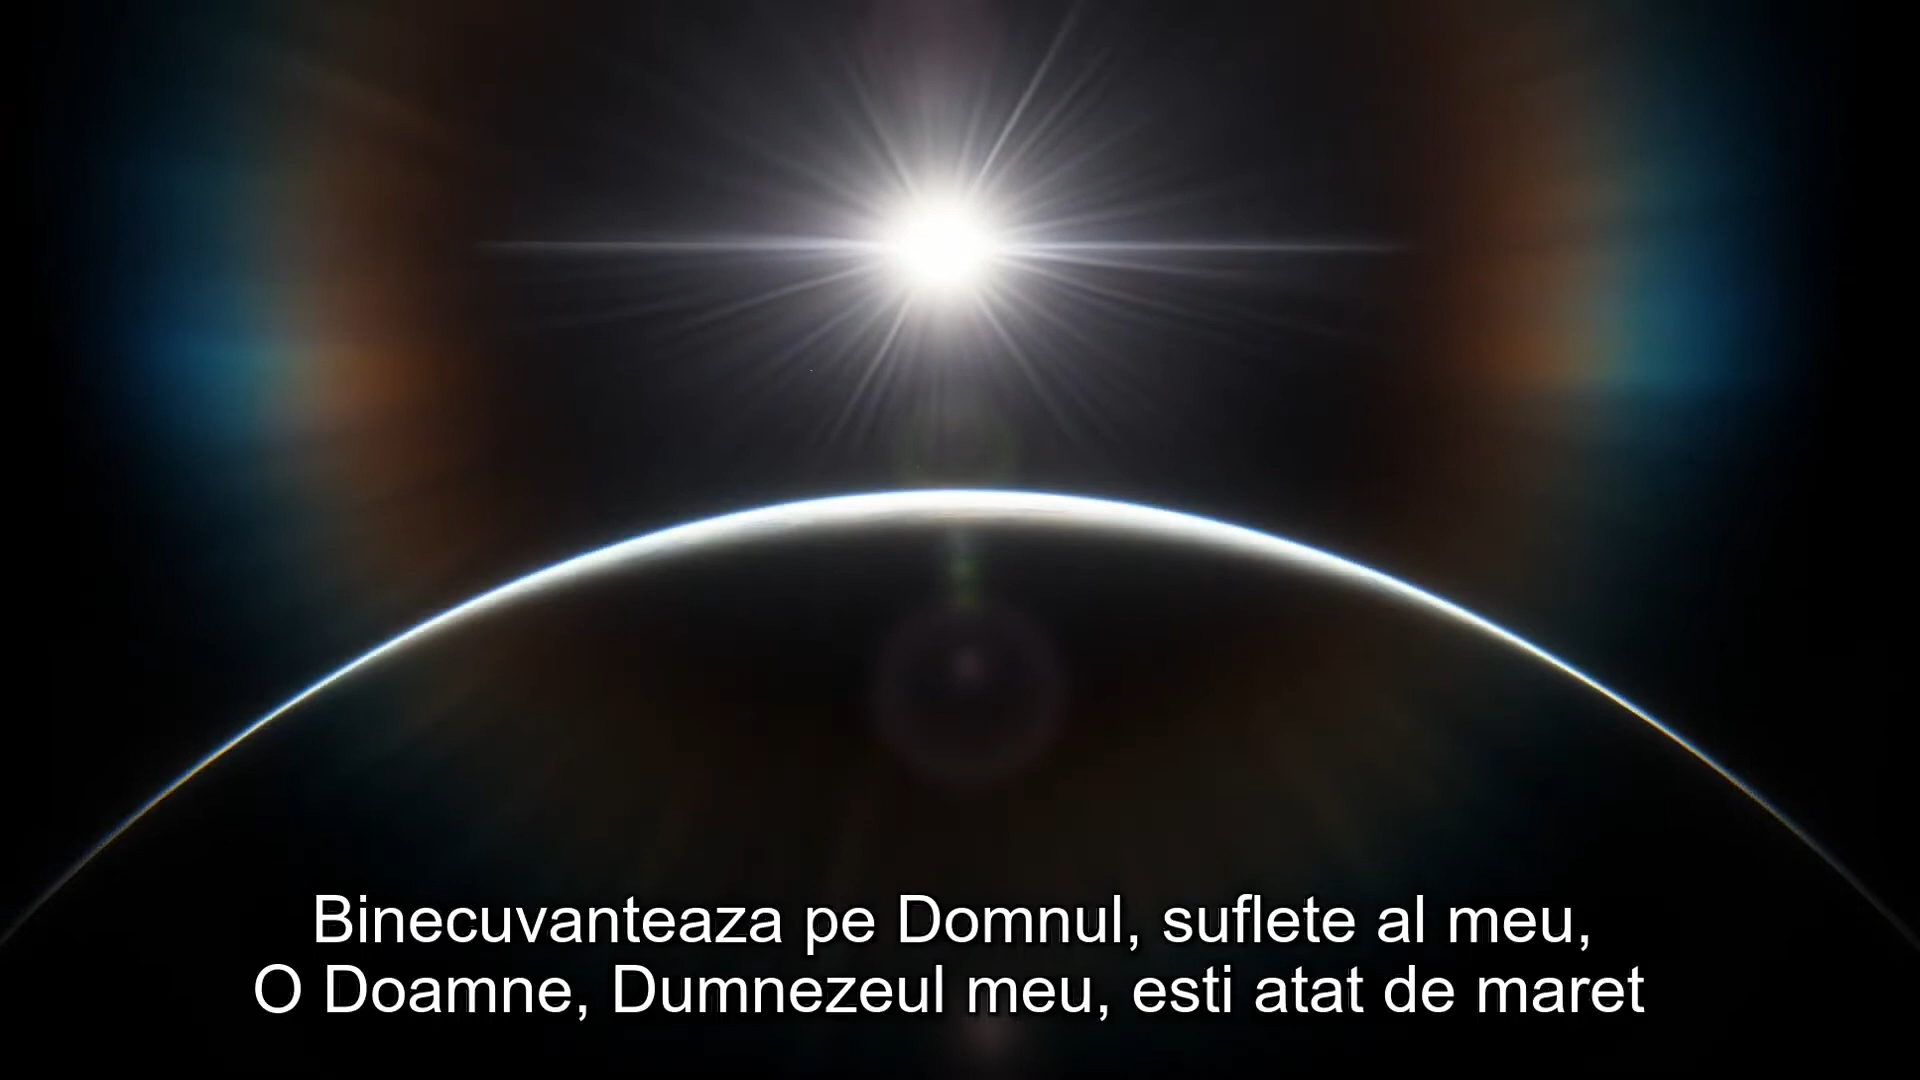 Binecuvanteaza pe Domnul, suflete al meu,
O Doamne, Dumnezeul meu, esti atat de maret